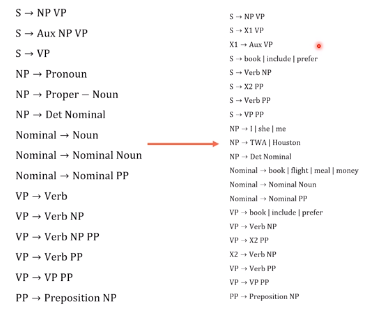 S → NP VP
S → Aux NP VP
S → VP
NP → Pronoun
NP → Proper − Noun
NP → Det Nominal
Nominal → Noun
Nominal → Nominal Noun
Nominal → Nominal PP
VP → Verb
VP → Verb NP
VP → Verb NP PP
VP → Verb PP
VP → VP PP
PP → Preposition NP
S → NP VP
S → X1 VP
X1 → Aux VP
S → book | include | prefer
S → Verb NP
S → X2 PP
S → Verb PP
S → VP PP
NP → I | she | me
NP → TWA | Houston
NP → Det Nominal
Nominal → book | flight | meal | money
Nominal → Nominal Noun
Nominal → Nominal PP
VP → book | include | prefer
VP → Verb NP
VP → X2 PP
X2 → Verb NP
VP → Verb PP
VP → VP PP
PP → Preposition NP